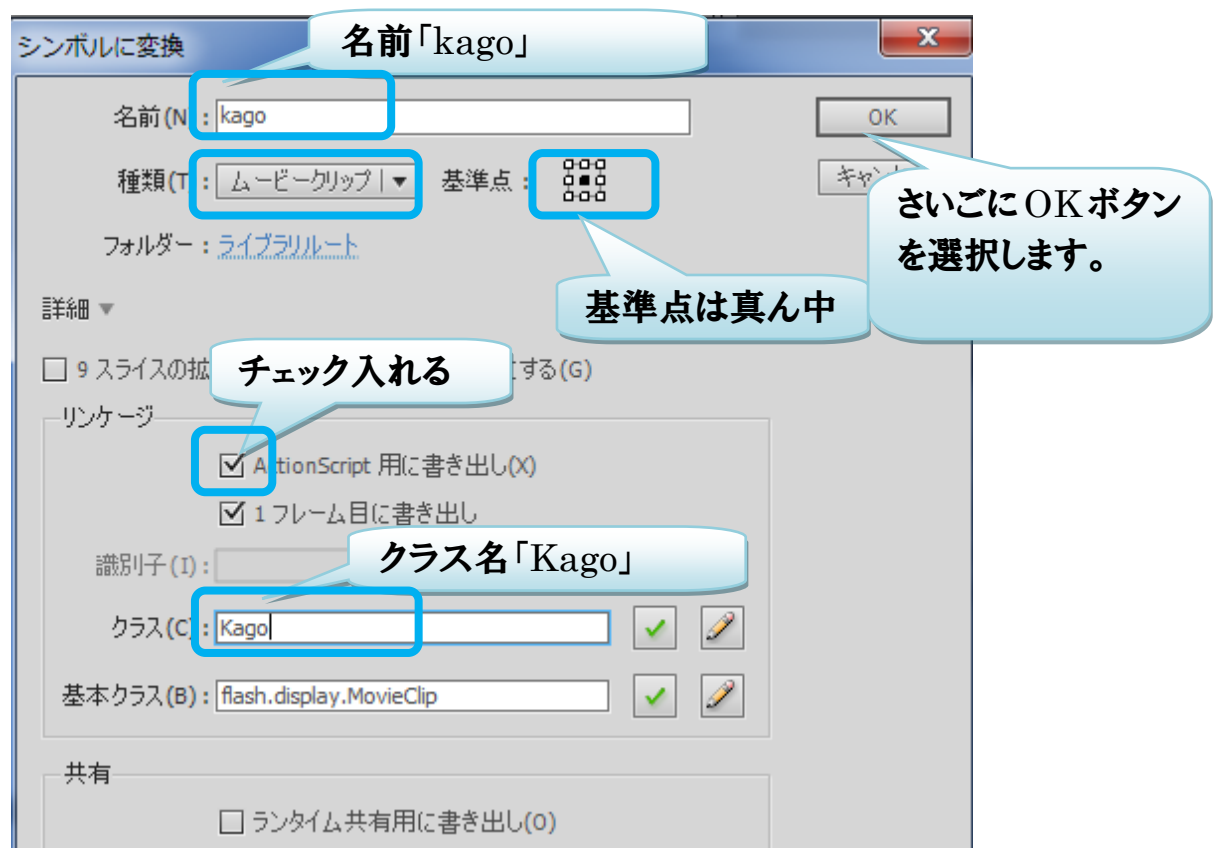 シンボルに変換
名前「kago」
名前(N : kago
OK
種類(T : ムービークリップ
基準点 :
さいごにOKボタン
を選択します。
フォルダー : ライブラリルート
基準点は真ん中
詳細
9 スライスの拡
チェック入れる
する(G)
リンケージ
ActionScript 用に書き出し(X)
1 フレーム目に書き出し
クラス名「Kago」
識別子(I) :
クラス(C) : Kago
基本クラス(B) : flash.display.MovieClip
共有
ランタイム共有用に書き出し(O)